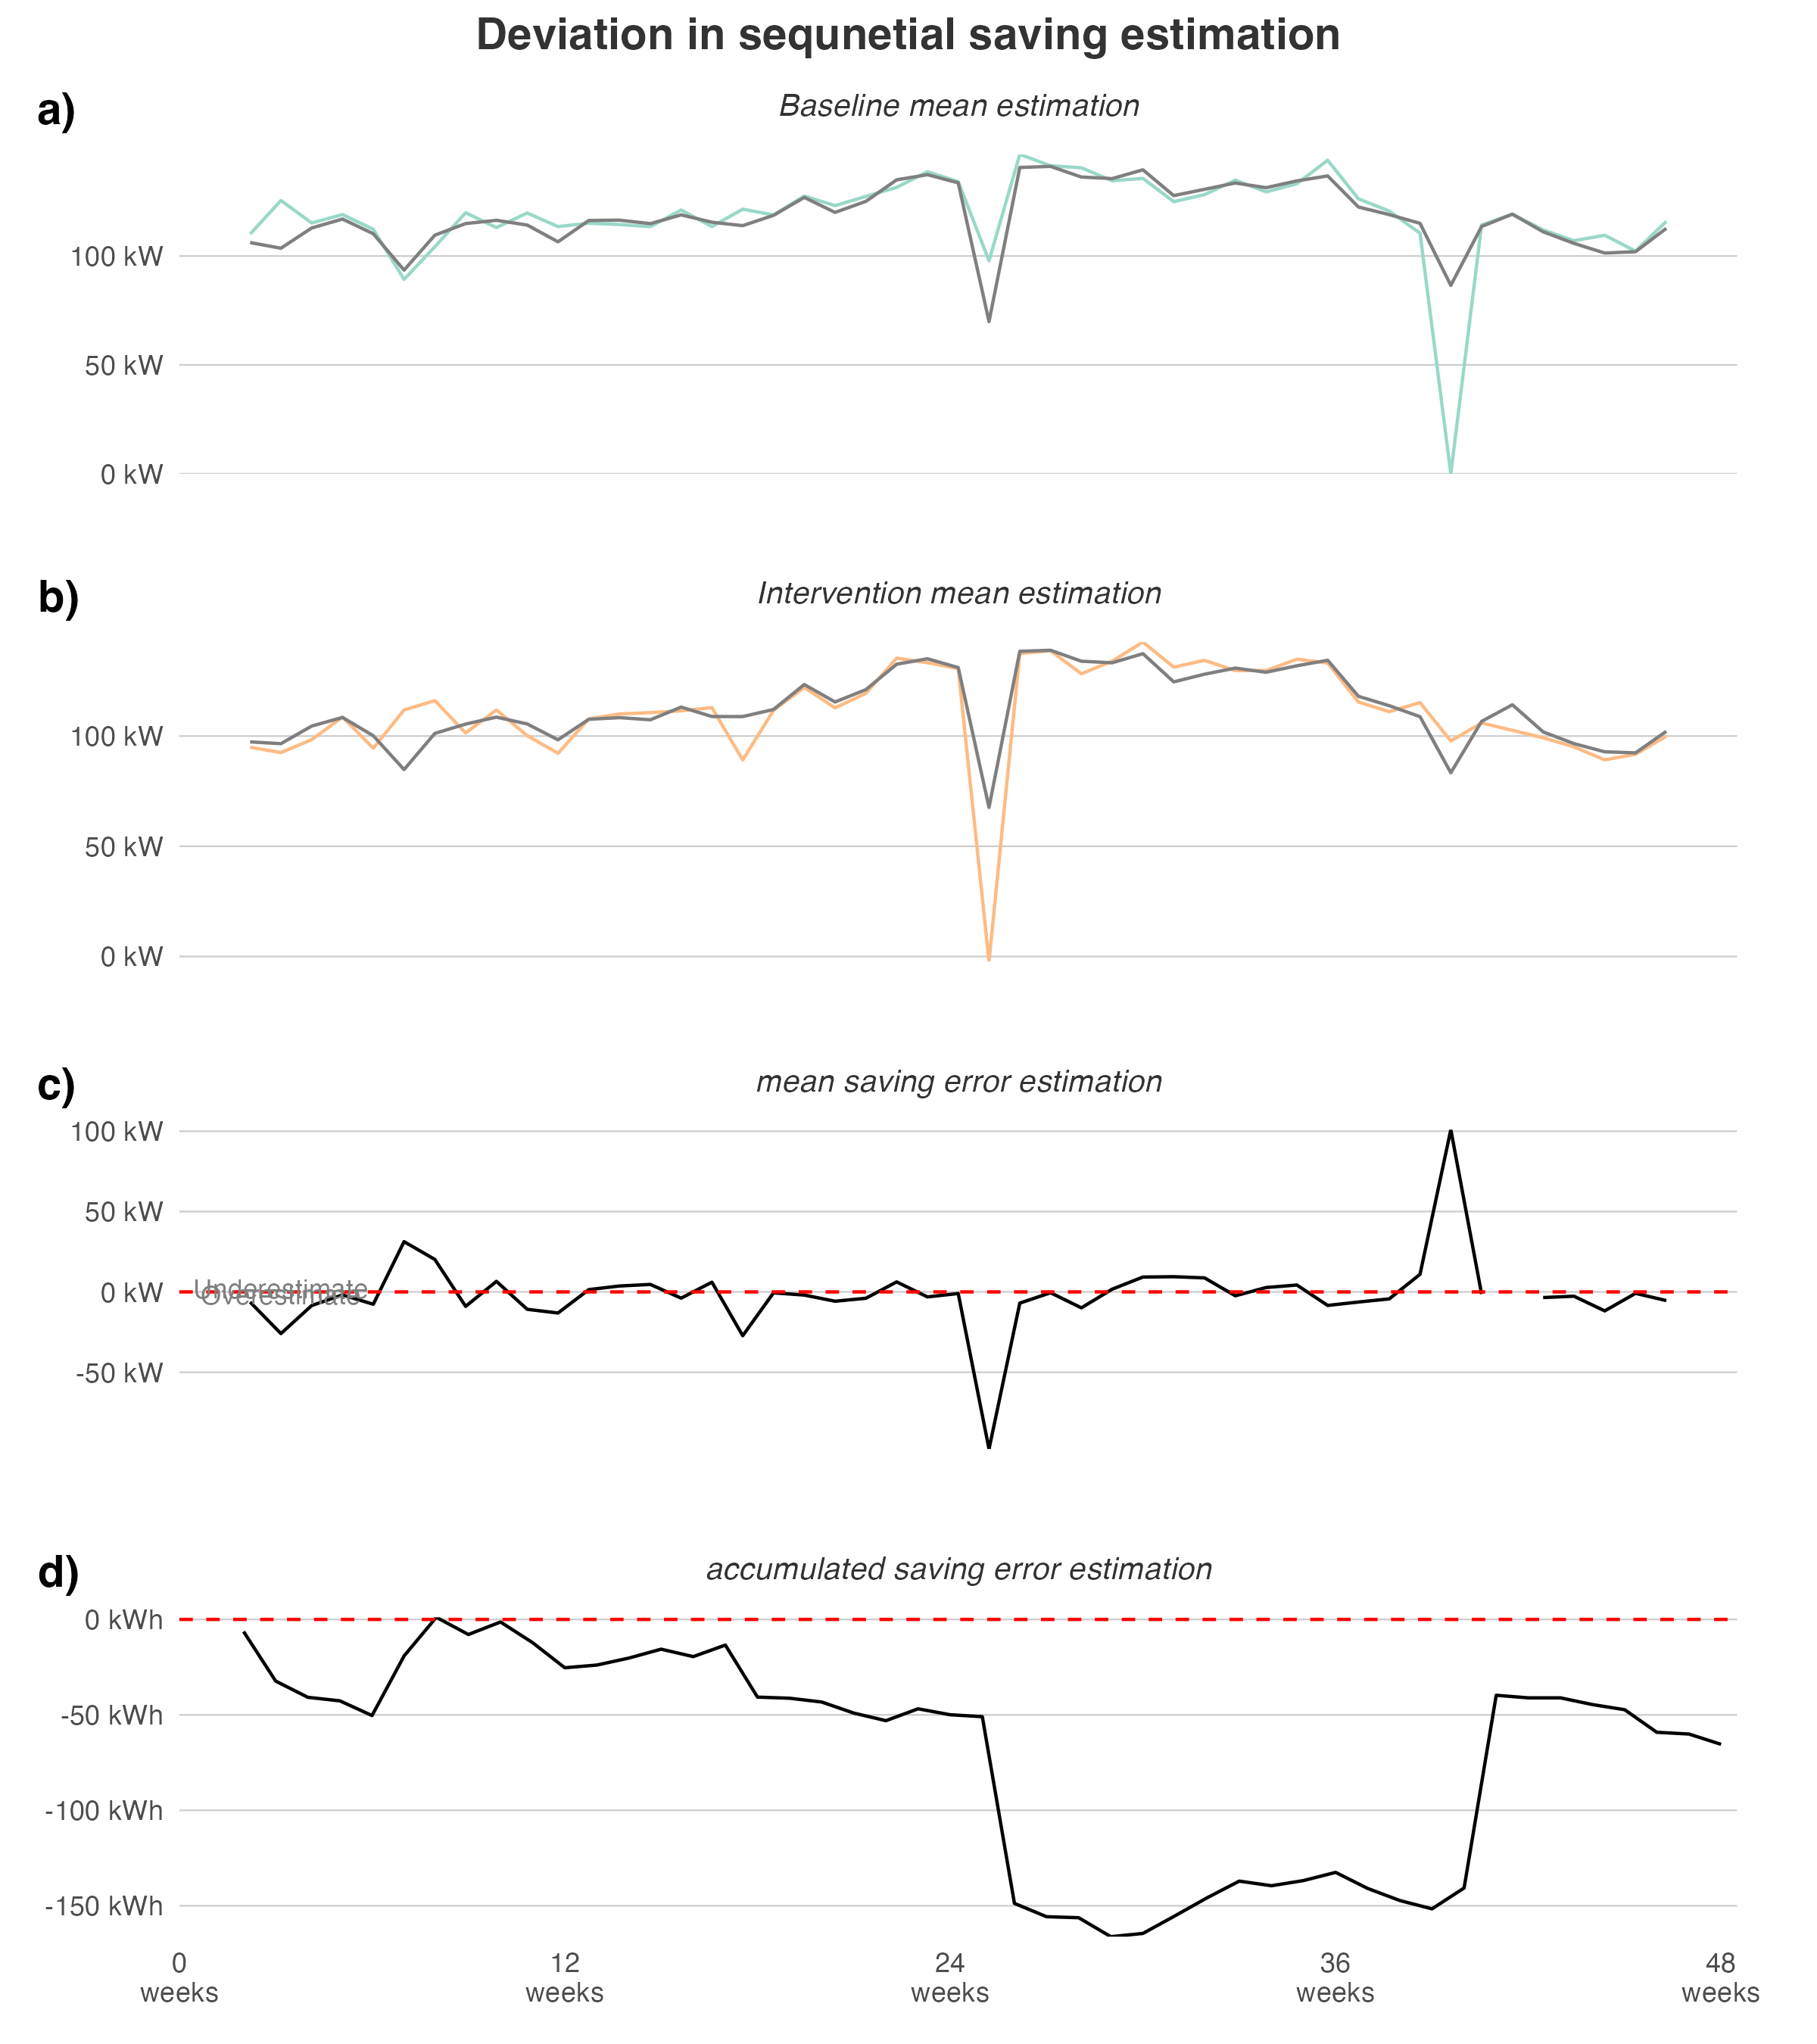 Deviation in sequnetial saving estimation
a)
Baseline mean estimation
100 kW
50 kW
0 kW
b)
Intervention mean estimation
100 kW
50 kW
0 kW
c)
mean saving error estimation
100 kW
50 kW
0 kW
Underestimate
Overestimate
-50 kW
d)
accumulated saving error estimation
0 kWh
-50 kWh
-100 kWh
-150 kWh
0 12 24 36 48
weeks weeks weeks weeks weeks